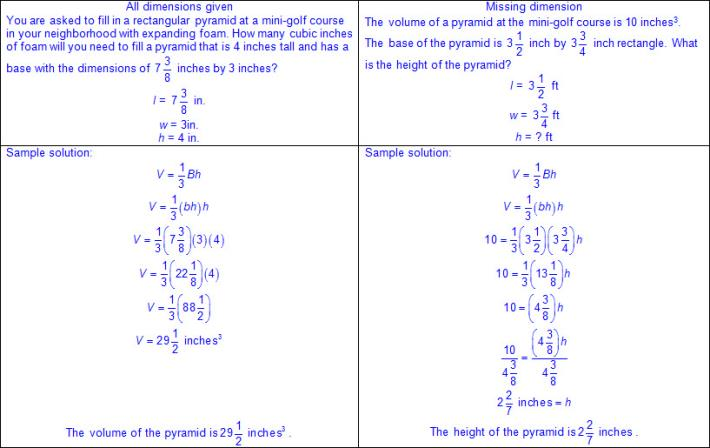 All dimensions given
You are asked to fill in a rectangular pyramid at a mini-golf course
in your neighborhood with expanding foam. How many cubic inches
of foam will you need to fill a pyramid that is 4 inches tall and has a
base with the dimensions of 7 3/8 inches by 3 inches?
l = 7 3/8 in.
w = 3in.
h = 4 in.
Missing dimension
The volume of a pyramid at the mini-golf course is 10 inches³.
The base of the pyramid is 3 1/2 inch by 3 3/4 inch rectangle. What
is the height of the pyramid?
l = 3 1/2 ft
w = 3 3/4 ft
h = ? ft
Sample solution:
V = 1/3 Bh
V = 1/3 (bh)h
V = 1/3 (7 3/8)(3)(4)
V = 1/3 (22 1/8)(4)
V = 1/3 (88 1/2)
V = 29 1/2 inches³
The volume of the pyramid is 29 1/2 inches³ .
Sample solution:
V = 1/3 Bh
V = 1/3 (bh)h
10 = 1/3 (3 1/2)(3 3/4)h
10 = 1/3 (13 1/8)h
10 = (4 3/8)h
10 / 4 3/8 = (4 3/8)h / 4 3/8
2 2/7 inches = h
The height of the pyramid is 2 2/7 inches .